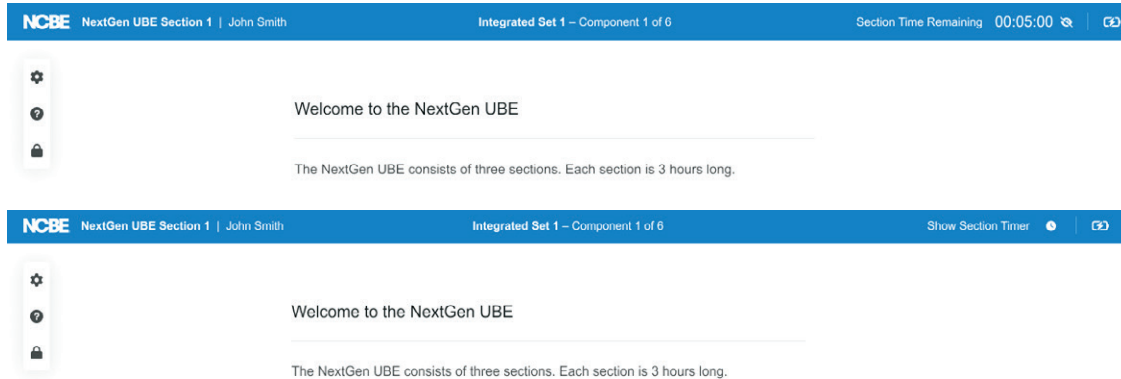 NCBE NextGen UBE Section 1 | John Smith Integrated Set 1 – Component 1 of 6 Section Time Remaining 00:05:00
Welcome to the NextGen UBE
The NextGen UBE consists of three sections. Each section is 3 hours long.
NCBE NextGen UBE Section 1 | John Smith Integrated Set 1 – Component 1 of 6 Show Section Timer
Welcome to the NextGen UBE
The NextGen UBE consists of three sections. Each section is 3 hours long.